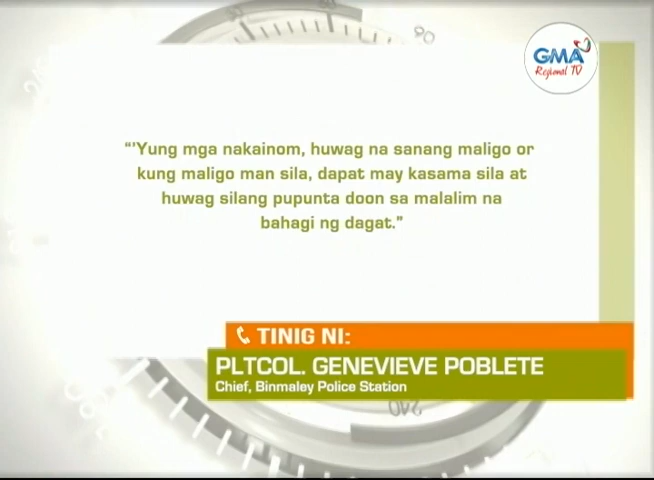 GMA
Regional TV
90
“'Yung mga nakainom, huwag na sanang maligo or
kung maligo man sila, dapat may kasama sila at
huwag silang pupunta doon sa malalim na
bahagi ng dagat.”
TINIG NI:
PLTCOL. GENEVIEVE POBLETE
Chief, Binmaley Police Station
240